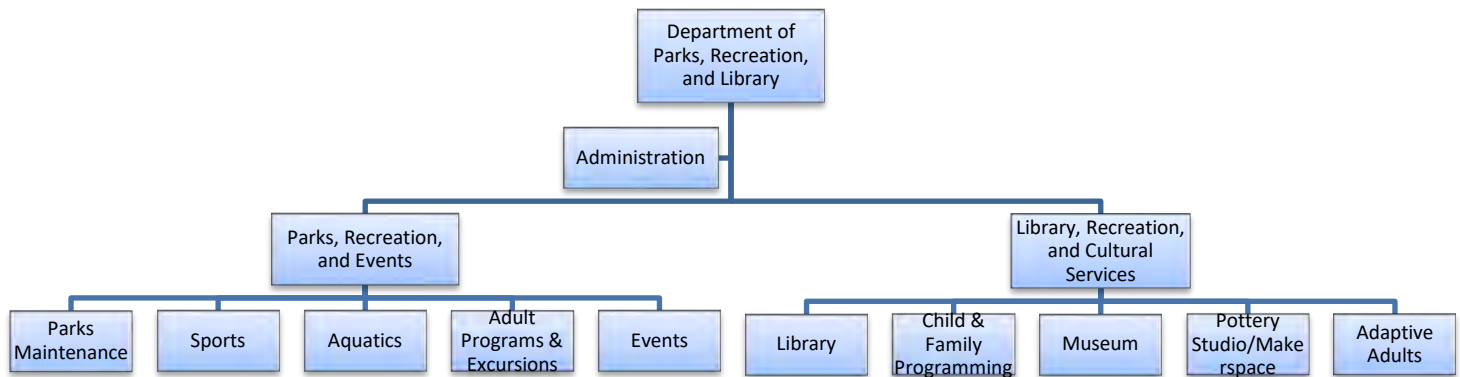 Department of
Parks, Recreation,
and Library
Administration
Parks, Recreation,
and Events
Library, Recreation,
and Cultural
Services
Parks
Maintenance
Sports
Aquatics
Adult
Programs &
Excursions
Events
Library
Child &
Family
Programming
Museum
Pottery
Studio/Make
rspace
Adaptive
Adults